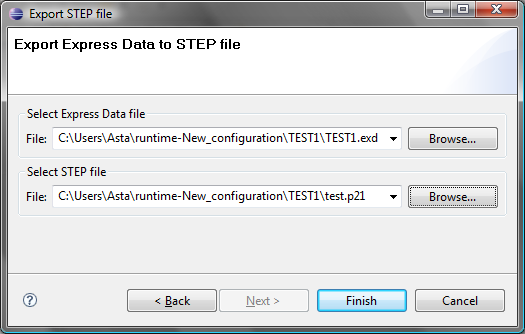 Export STEP file
Export Express Data to STEP file
Select Express Data file
File: C:\Users\Asta\runtime-New_configuration\TEST1\TEST1.exd Browse...
Select STEP file
File: C:\Users\Asta\runtime-New_configuration\TEST1\test.p21 Browse...
? < Back Next > Finish Cancel